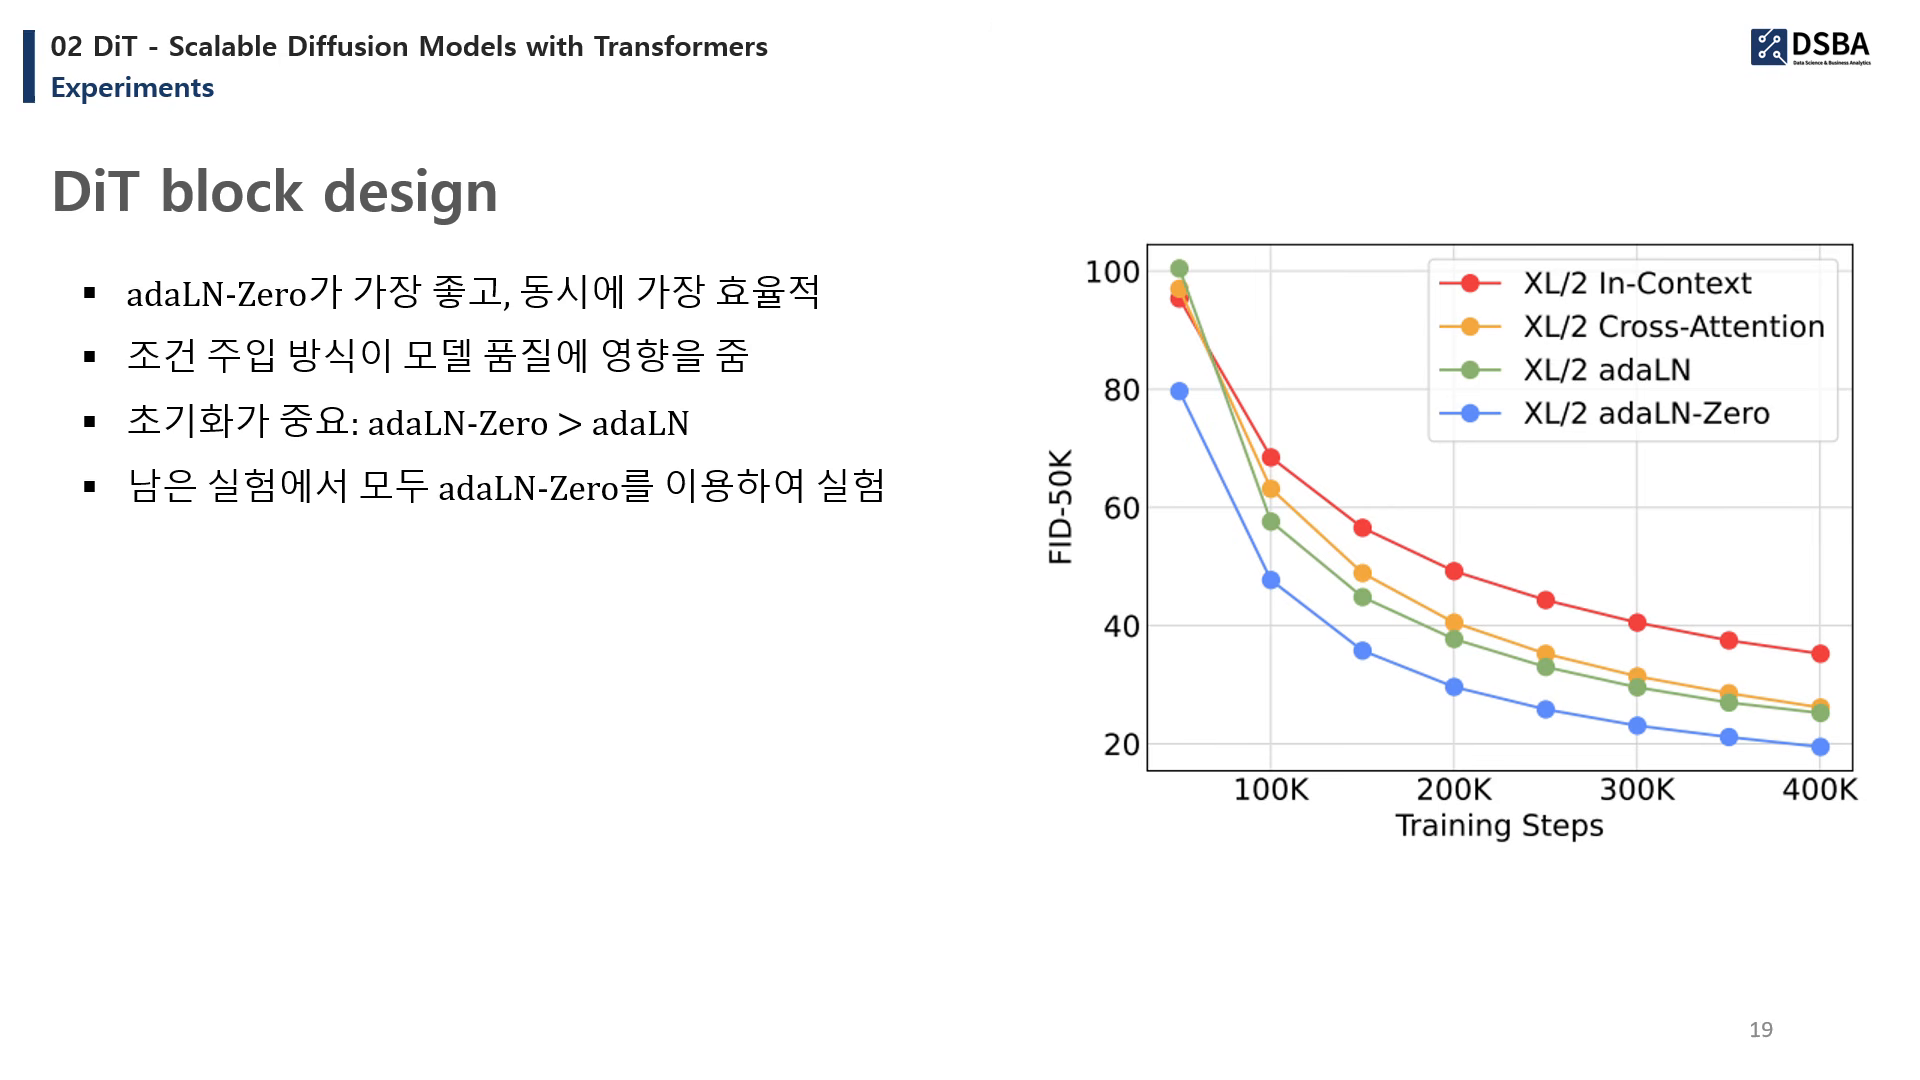 02 DiT - Scalable Diffusion Models with Transformers
Experiments
DSBA
Data Science & Business Analytics
DiT block design
▪ adaLN-Zero가 가장 좋고, 동시에 가장 효율적
▪ 조건 주입 방식이 모델 품질에 영향을 줌
▪ 초기화가 중요: adaLN-Zero > adaLN
▪ 남은 실험에서 모두 adaLN-Zero를 이용하여 실험
XL/2 In-Context
XL/2 Cross-Attention
XL/2 adaLN
XL/2 adaLN-Zero
FID-50K
100
80
60
40
20
100K 200K 300K 400K
Training Steps
19